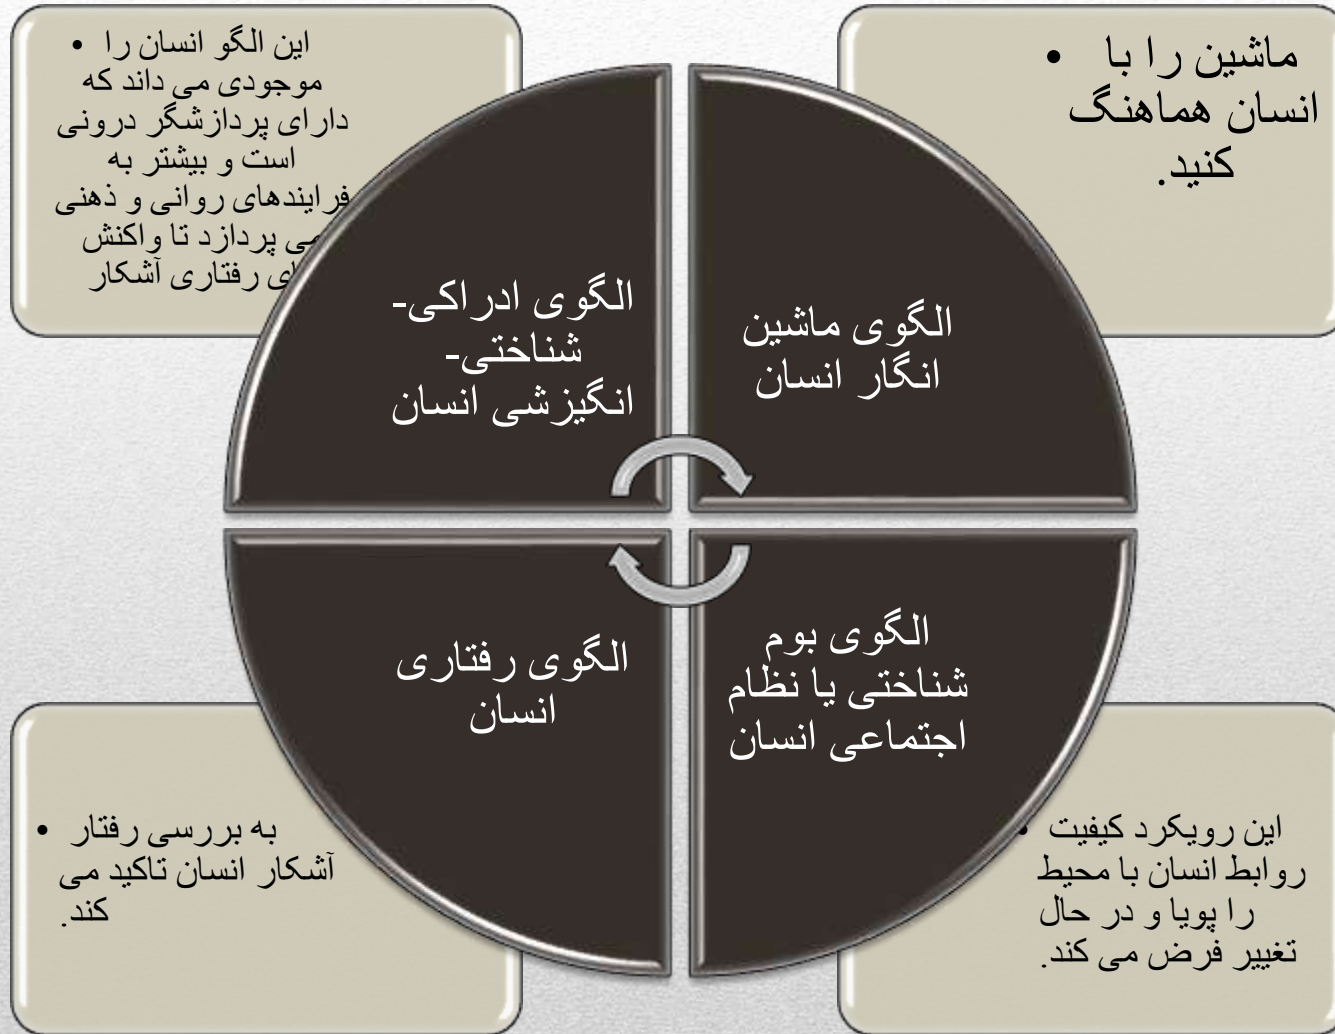 • ماشین را با
انسان هماهنگ
کنید.
الگوی ماشین
انگار انسان
• این الگو انسان را
موجودی می داند که
دارای پردازشگر درونی
است و بیشتر به
فرایندهای روانی و ذهنی
می پردازد تا واکنش
رفتاری آشکار
الگوی ادراکی-
شناختی-
انگیزشی انسان
الگوی بوم
شناختی یا نظام
اجتماعی انسان
• این رویکرد کیفیت
روابط انسان با محیط
را پویا و در حال
تغییر فرض می کند.
الگوی رفتاری
انسان
• به بررسی رفتار
آشکار انسان تاکید می
کند.